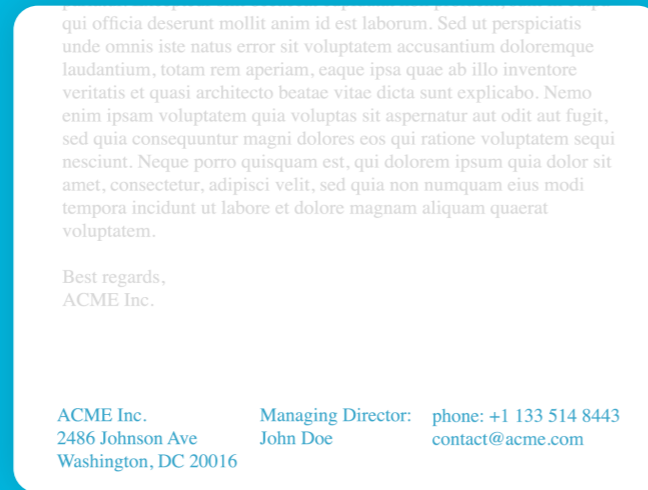 qui officia deserunt mollit anim id est laborum. Sed ut perspiciatis
unde omnis iste natus error sit voluptatem accusantium doloremque
laudantium, totam rem aperiam, eaque ipsa quae ab illo inventore
veritatis et quasi architecto beatae vitae dicta sunt explicabo. Nemo
enim ipsam voluptatem quia voluptas sit aspernatur aut odit aut fugit,
sed quia consequuntur magni dolores eos qui ratione voluptatem sequi
nesciunt. Neque porro quisquam est, qui dolorem ipsum quia dolor sit
amet, consectetur, adipisci velit, sed quia non numquam eius modi
tempora incidunt ut labore et dolore magnam aliquam quaerat
voluptatem.
Best regards,
ACME Inc.
ACME Inc.
2486 Johnson Ave
Washington, DC 20016
Managing Director:
John Doe
phone: +1 133 514 8443
contact@acme.com